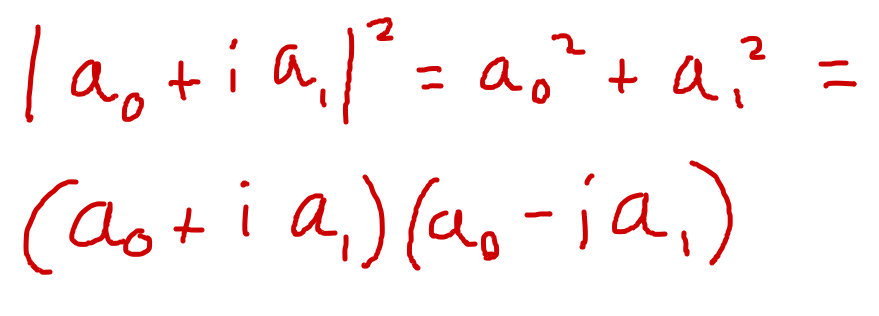 |a₀ + i a₁|² = a₀² + a₁² =
(a₀ + i a₁)(a₀ - i a₁)